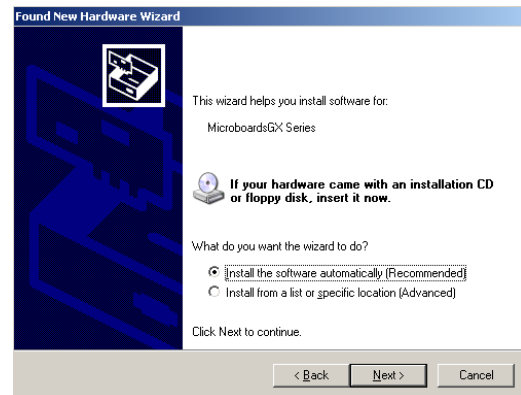 Found New Hardware Wizard
This wizard helps you install software for:
MicroboardsGX Series
If your hardware came with an installation CD
or floppy disk, insert it now.
What do you want the wizard to do?
Install the software automatically (Recommended)
Install from a list or specific location (Advanced)
Click Next to continue.
< Back Next > Cancel